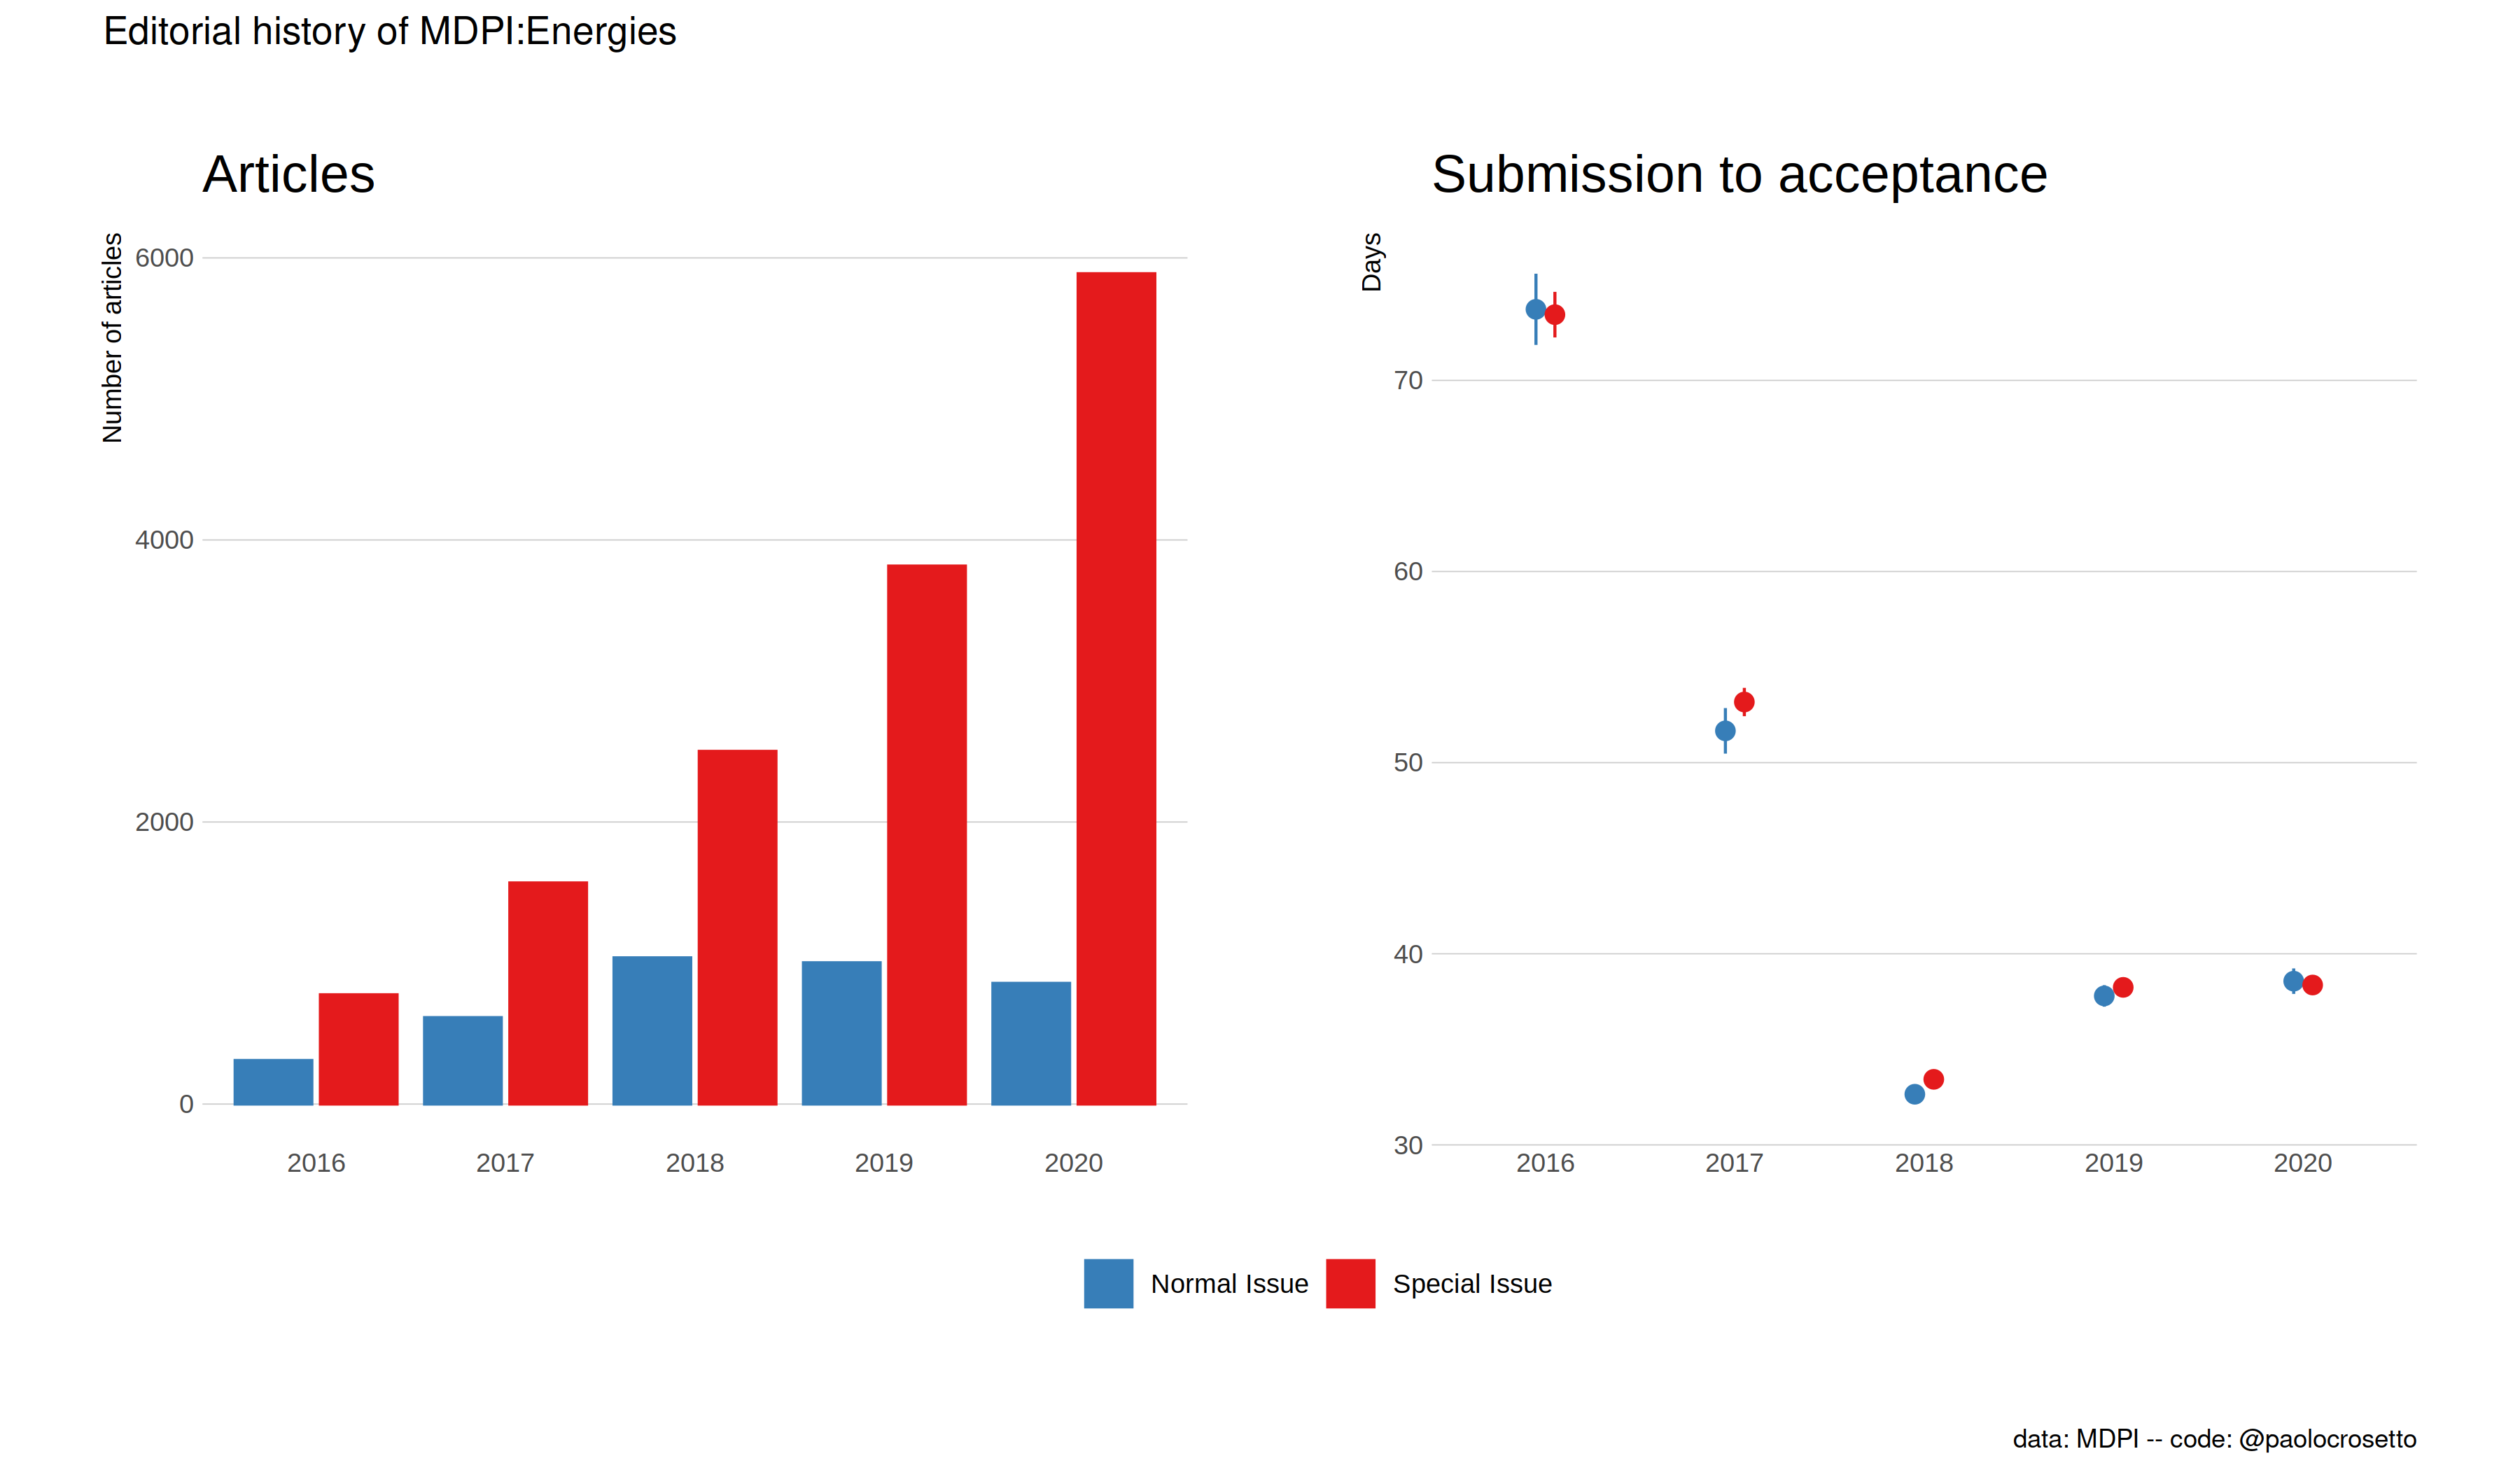 Editorial history of MDPI:Energies
Articles
Number of articles
6000
4000
2000
0
2016 2017 2018 2019 2020
Submission to acceptance
Days
70
60
50
40
30
2016 2017 2018 2019 2020
Normal Issue Special Issue
data: MDPI -- code: @paolocrosetto